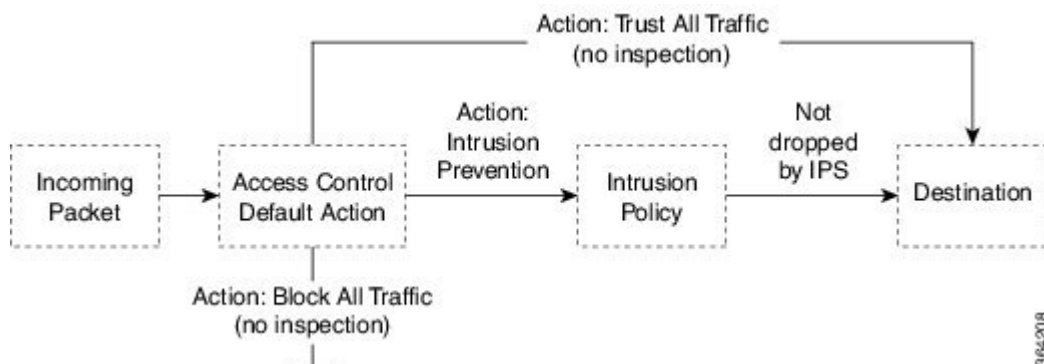 Action: Trust All Traffic
(no inspection)
Action:
Intrusion
Prevention
Not
dropped
by IPS
Incoming
Packet
Access Control
Default Action
Intrusion
Policy
Destination
Action: Block All Traffic
(no inspection)
364208